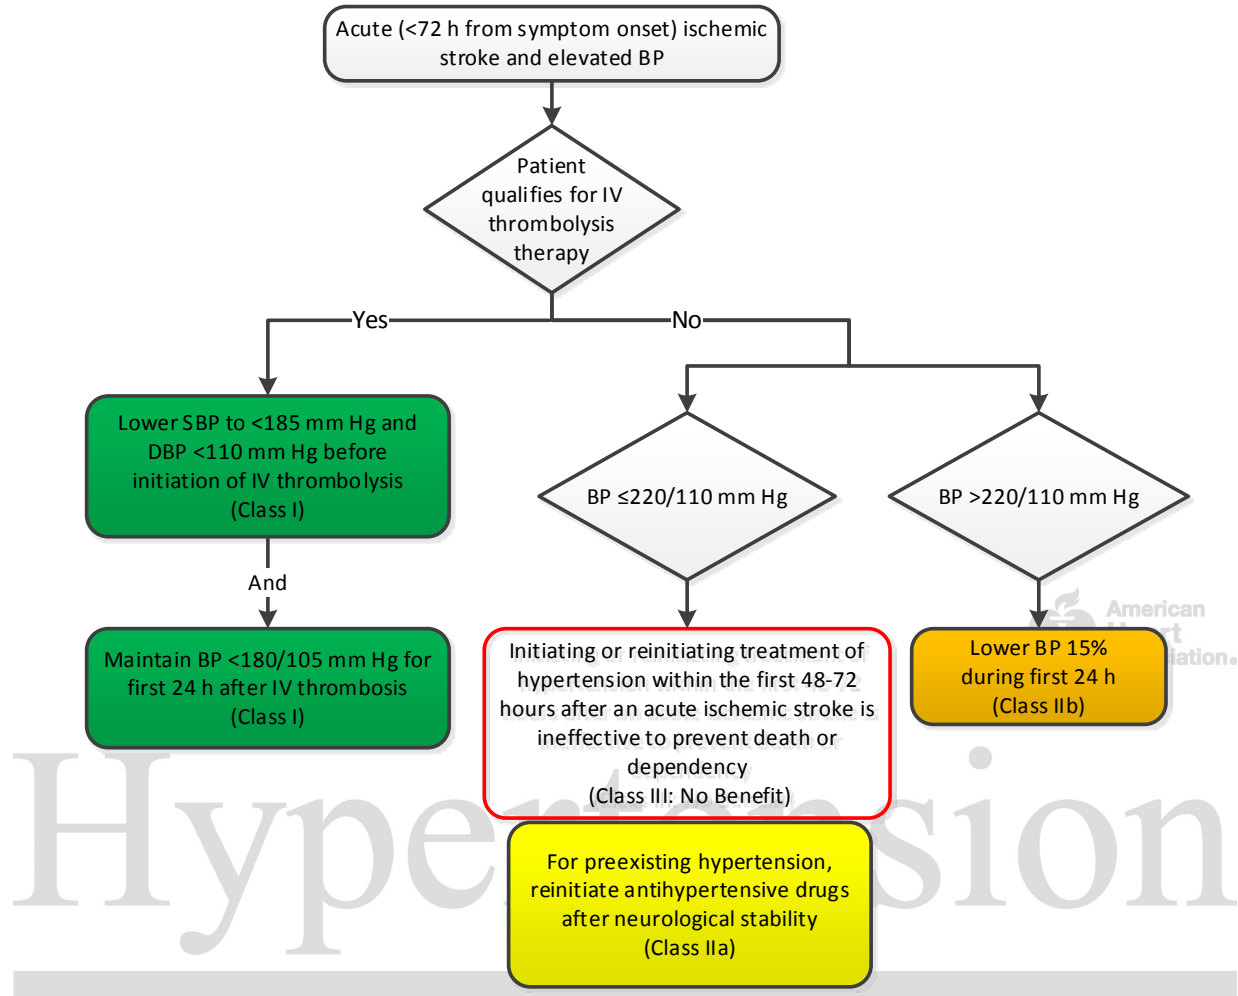 Acute (<72 h from symptom onset) ischemic
stroke and elevated BP
Patient
qualifies for IV
thrombolysis
therapy
Yes
No
Lower SBP to <185 mm Hg and
DBP <110 mm Hg before
initiation of IV thrombolysis
(Class I)
And
Maintain BP <180/105 mm Hg for
first 24 h after IV thrombosis
(Class I)
BP ≤220/110 mm Hg
Initiating or reinitiating treatment of
hypertension within the first 48-72
hours after an acute ischemic stroke is
ineffective to prevent death or
dependency
(Class III: No Benefit)
For preexisting hypertension,
reinitiate antihypertensive drugs
after neurological stability
(Class IIa)
BP >220/110 mm Hg
Lower BP 15%
during first 24 h
(Class IIb)
American
Hypertension